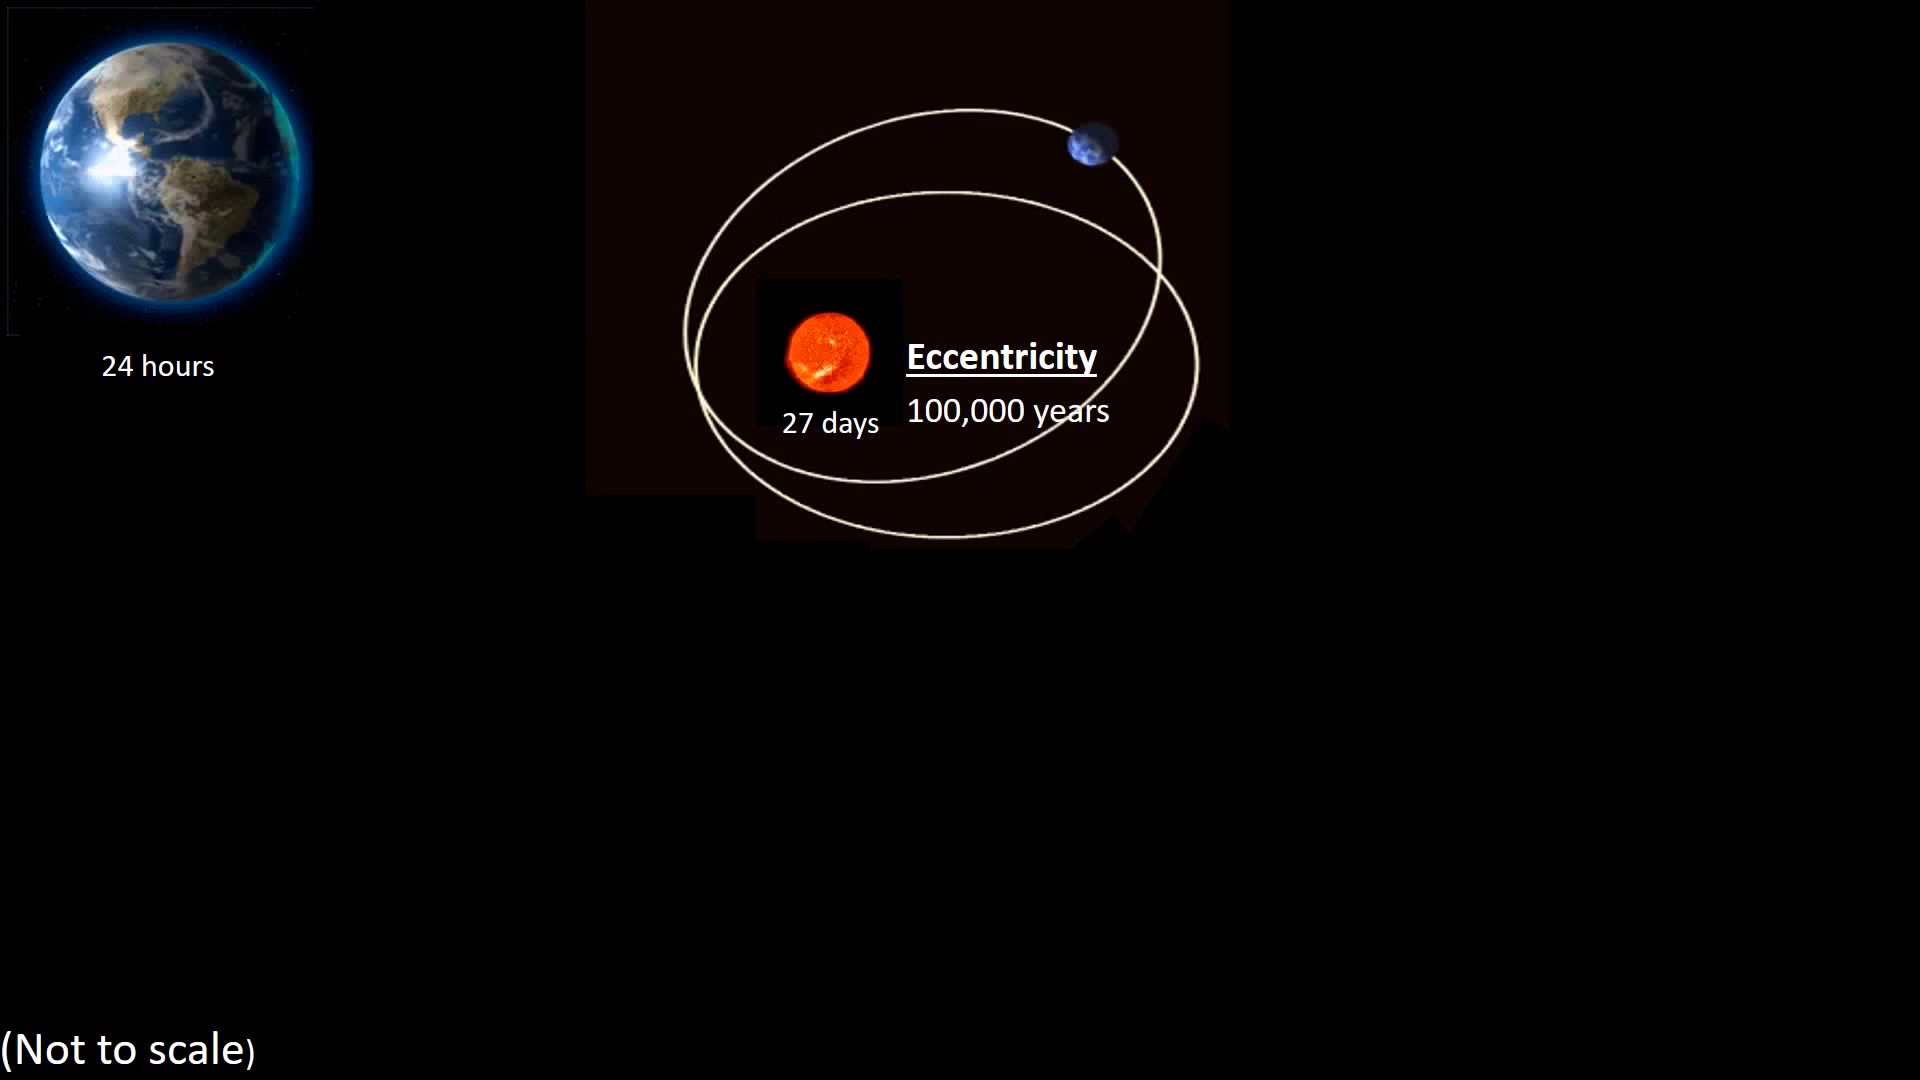 24 hours
Eccentricity
27 days
100,000 years
(Not to scale)